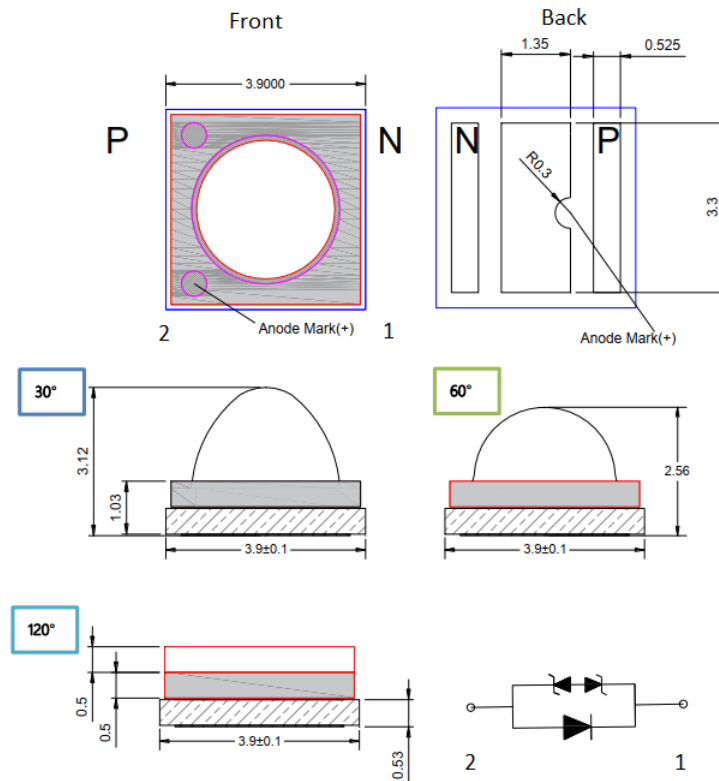 Front
Back
3.9000
1.35
0.525
P
N
N
P
R0.3
3.3
2
Anode Mark(+)
1
Anode Mark(+)
30°
60°
3.12
1.03
2.56
3.9±0.1
3.9±0.1
120°
0.5
0.5
3.9±0.1
0.53
2
1